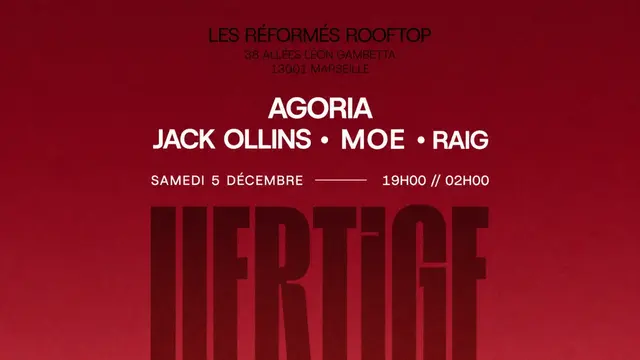 LES RÉFORMÉS ROOFTOP
38 ALLÉES LÉON GAMBETTA
13001 MARSEILLE
AGORIA
JACK OLLINS • MOE • RAIG
SAMEDI 5 DÉCEMBRE 19H00 // 02H00
VERTIGE